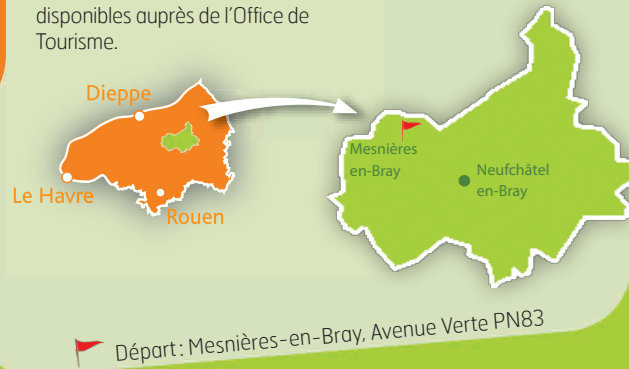 disponibles auprès de l'Office de
Tourisme.
Dieppe
Le Havre
Rouen
Mesnières
en-Bray
Neufchâtel
en-Bray
Départ : Mesnières-en-Bray, Avenue Verte PN83